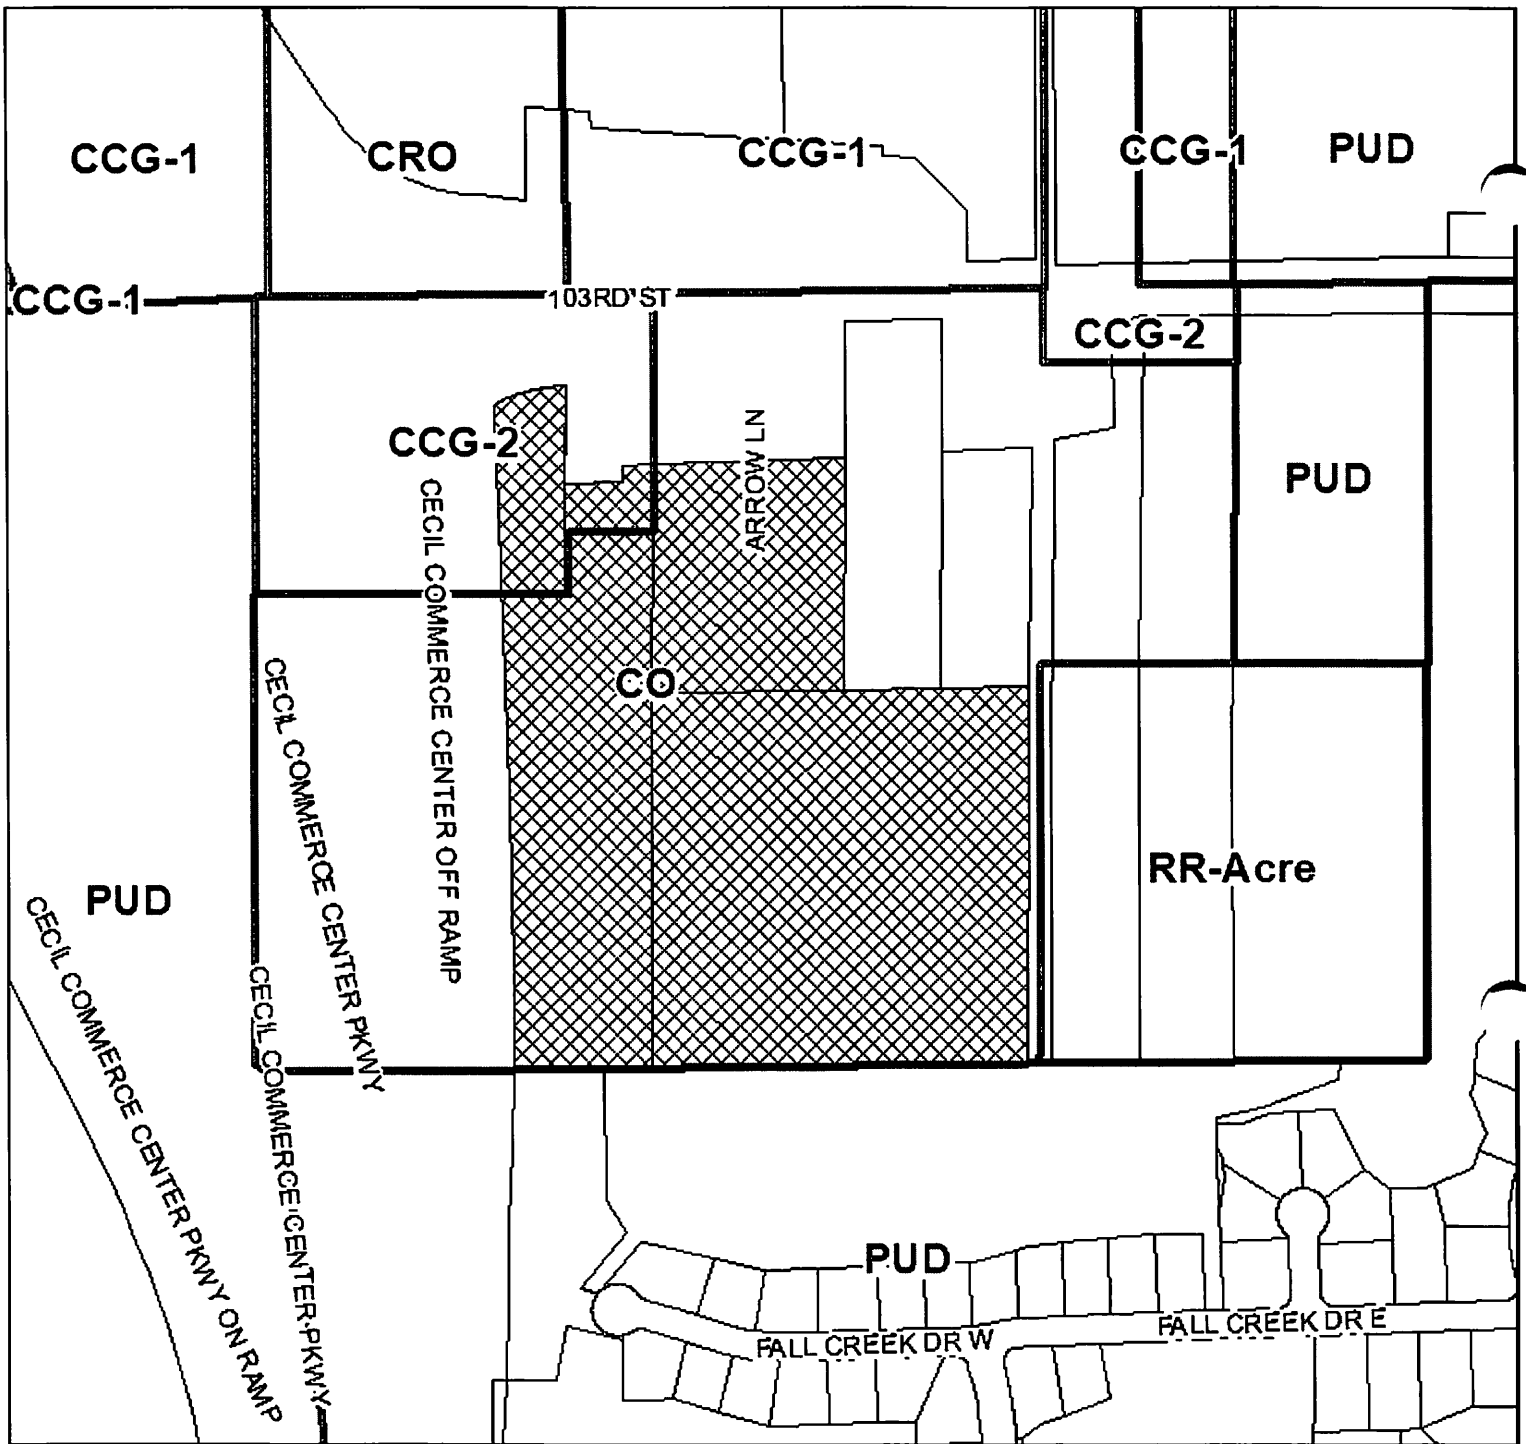 CCG-1
CRO
CCG-1
CCG-1
PUD
CCG-1
103RD ST
CCG-2
CCG-2
ARROW LN
PUD
CECIL COMMERCE CENTER OFF RAMP
CO
CECIL COMMERCE CENTER PKWY
RR-Acre
PUD
CECIL COMMERCE CENTER PKWY ON RAMP
CECIL COMMERCE CENTER PKWY
PUD
FALL CREEK DR W
FALL CREEK DR E